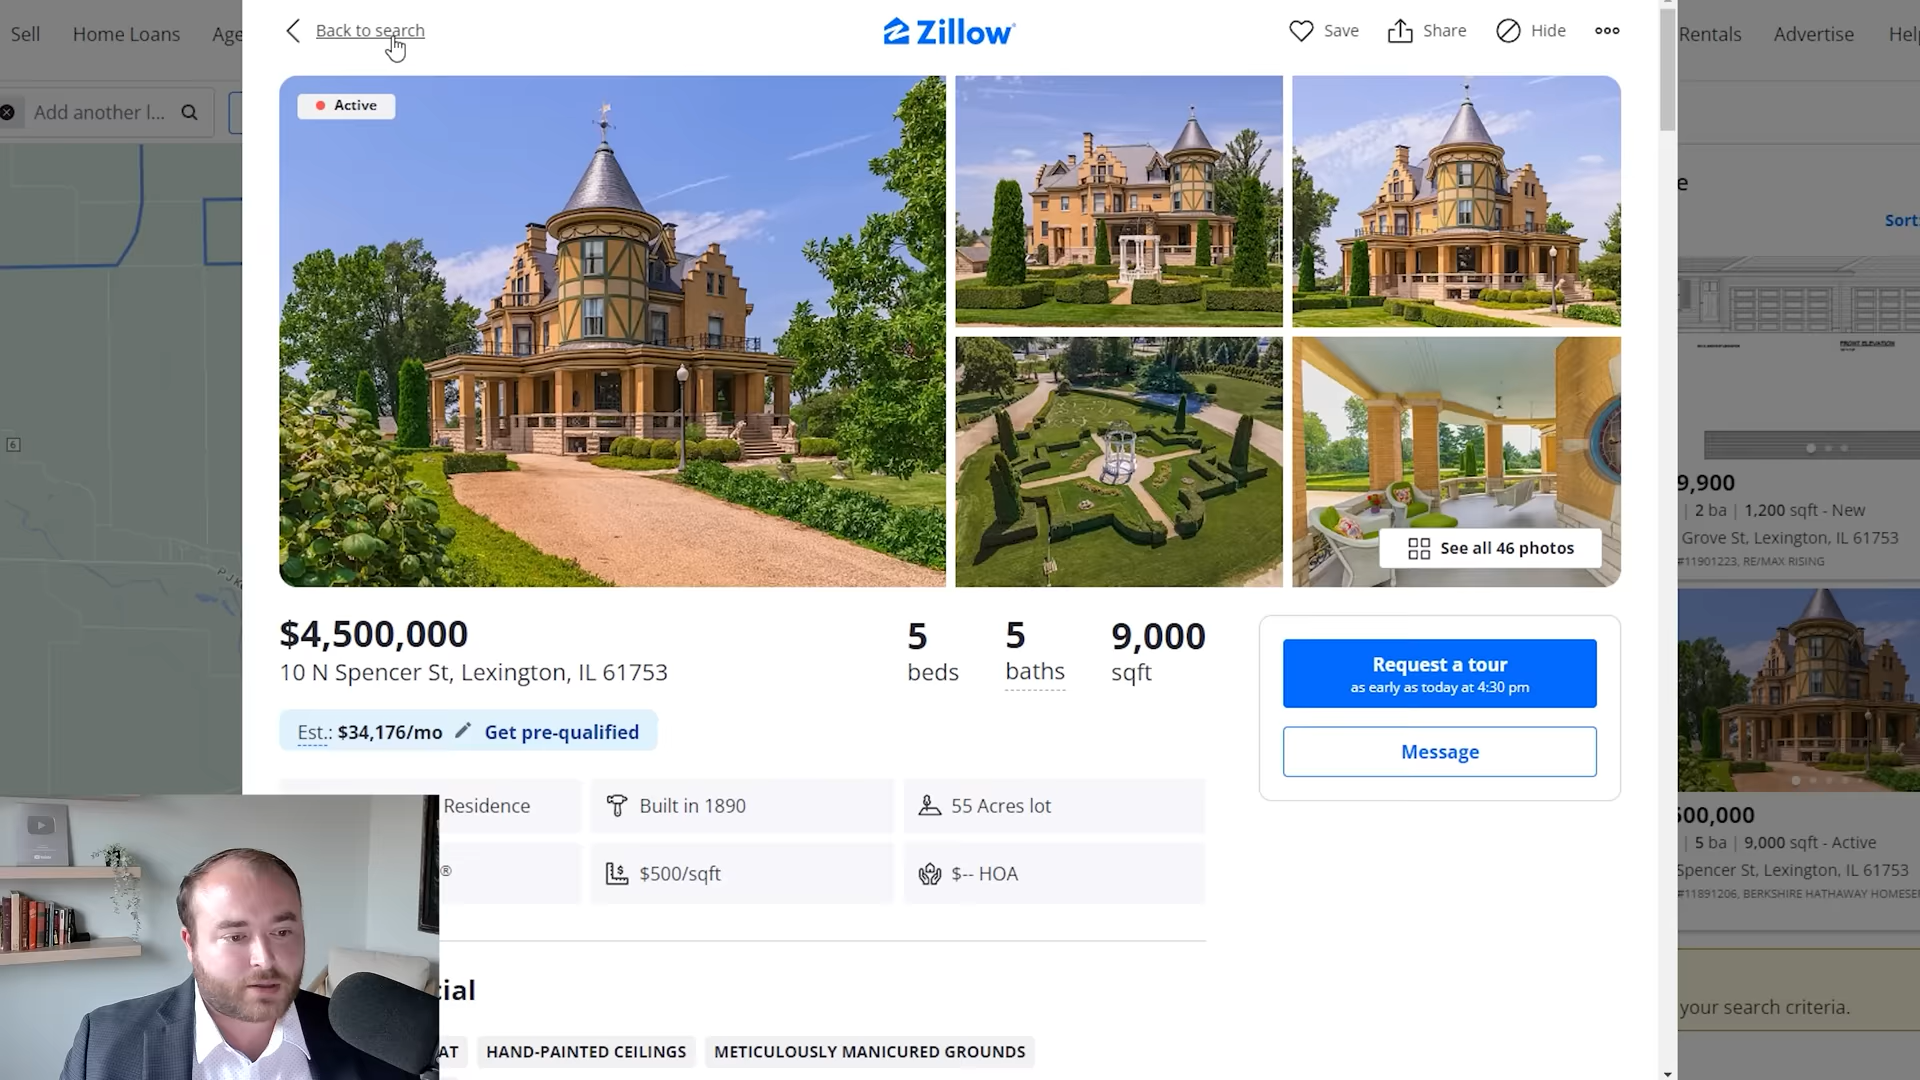 Sell
Home Loans
Age
Back to search
Zillow
Save
Share
Hide
Rentals
Advertise
Help
Add another l...
Active
Sort:
6
e
FRONT ELEVATION
9,900
2 ba | 1,200 sqft - New
Grove St, Lexington, IL 61753
#11901223, RE/MAX RISING
See all 46 photos
$4,500,000
10 N Spencer St, Lexington, IL 61753
5
beds
5
baths
9,000
sqft
Request a tour
as early as today at 4:30 pm
Message
Est.: $34,176/mo
Get pre-qualified
Residence
Built in 1890
55 Acres lot
®
$500/sqft
$-- HOA
500,000
5 ba | 9,000 sqft - Active
Spencer St, Lexington, IL 61753
#11891206, BERKSHIRE HATHAWAY HOMESE
cial
AT
HAND-PAINTED CEILINGS
METICULOUSLY MANICURED GROUNDS
your search criteria.